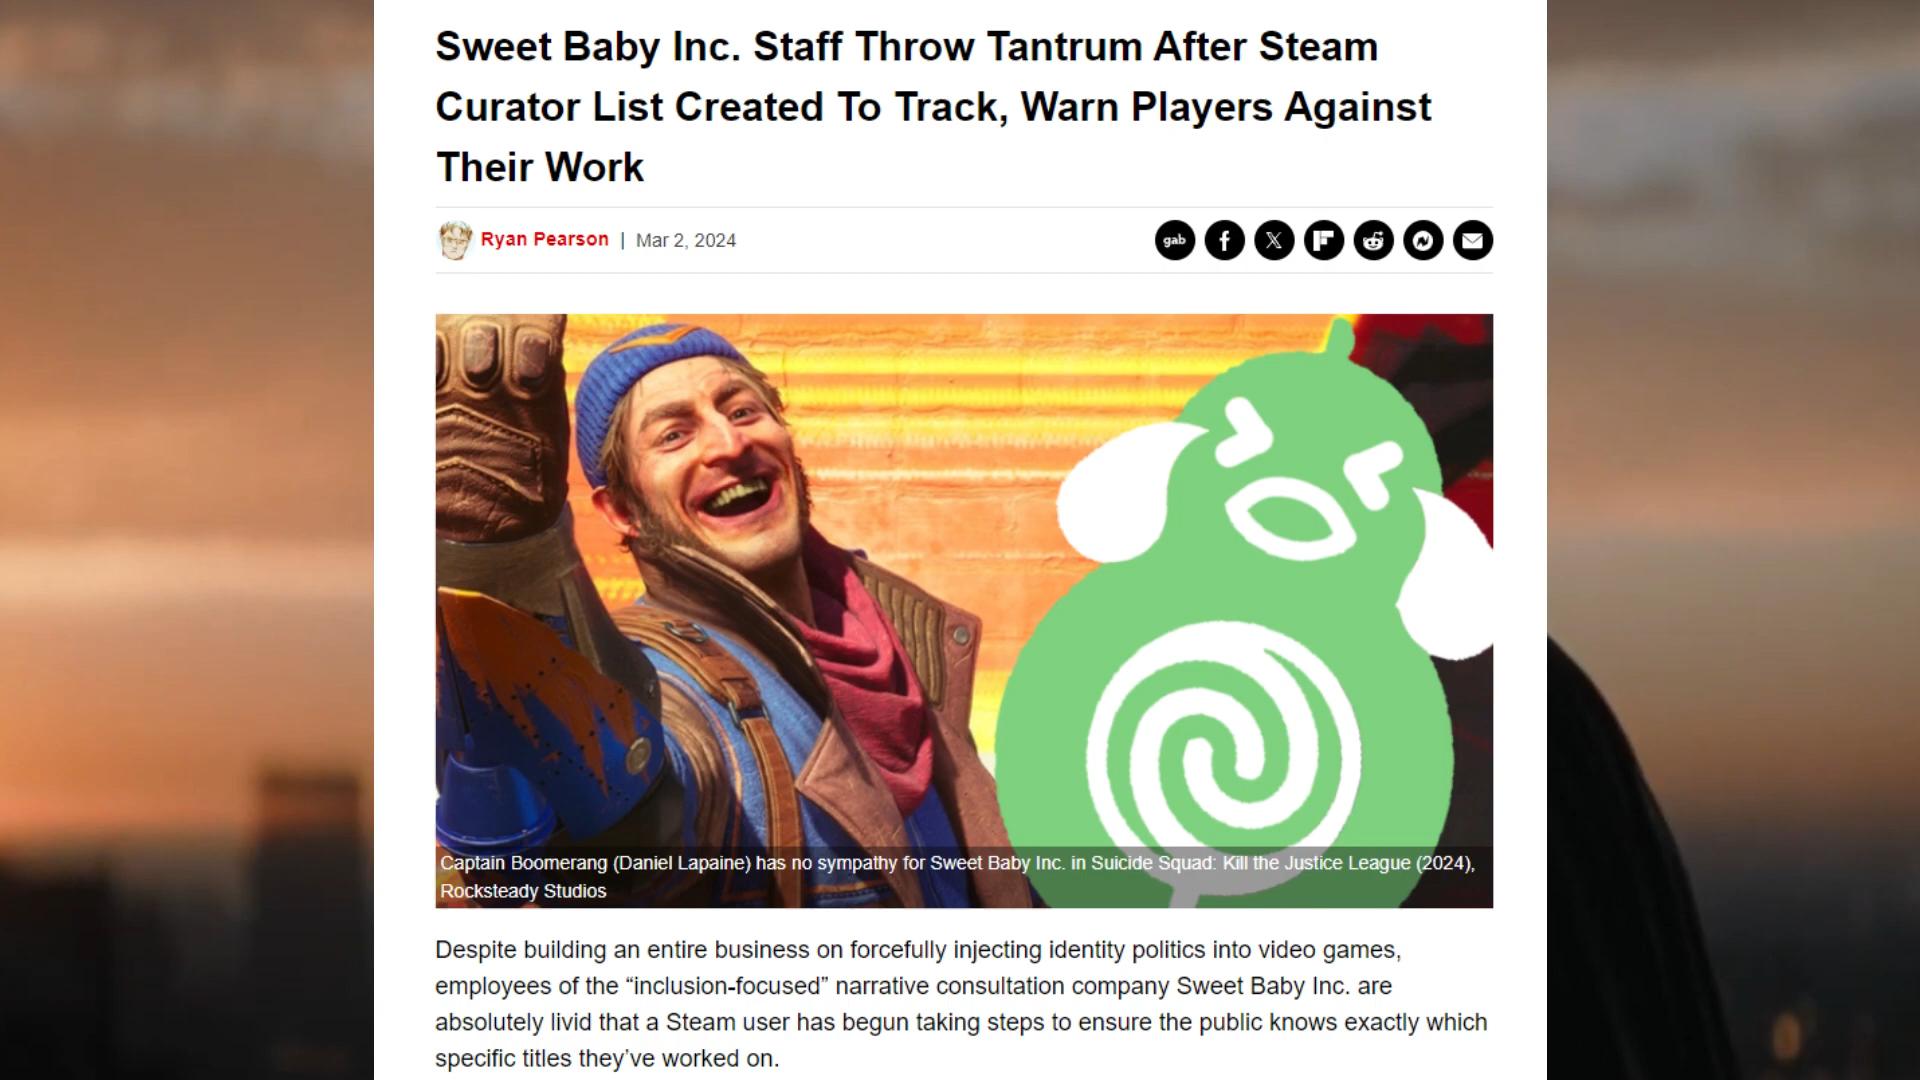 Sweet Baby Inc. Staff Throw Tantrum After Steam
Curator List Created To Track, Warn Players Against
Their Work
Ryan Pearson | Mar 2, 2024
gab
Captain Boomerang (Daniel Lapaine) has no sympathy for Sweet Baby Inc. in Suicide Squad: Kill the Justice League (2024),
Rocksteady Studios
Despite building an entire business on forcefully injecting identity politics into video games,
employees of the “inclusion-focused” narrative consultation company Sweet Baby Inc. are
absolutely livid that a Steam user has begun taking steps to ensure the public knows exactly which
specific titles they’ve worked on.